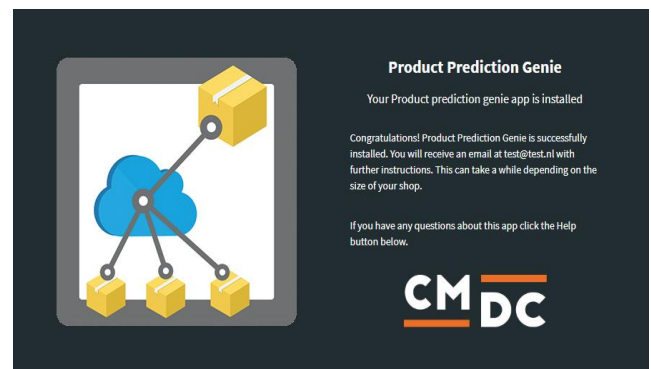 Product Prediction Genie
Your Product prediction genie app is installed
Congratulations! Product Prediction Genie is successfully
installed. You will receive an email at test@test.nl with
further instructions. This can take a while depending on the
size of your shop.
If you have any questions about this app click the Help
button below.
CM
DC